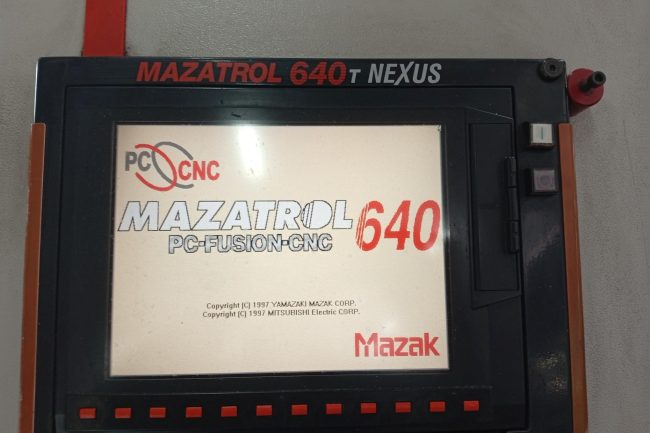 MAZATROL 640T NEXUS
PC CNC
MAZATROL 640
PC-FUSION-CNC
Copyright (C) 1997 YAMAZAKI MAZAK CORP.
Copyright (C) 1997 MITSUBISHI Electric CORP.
Mazak